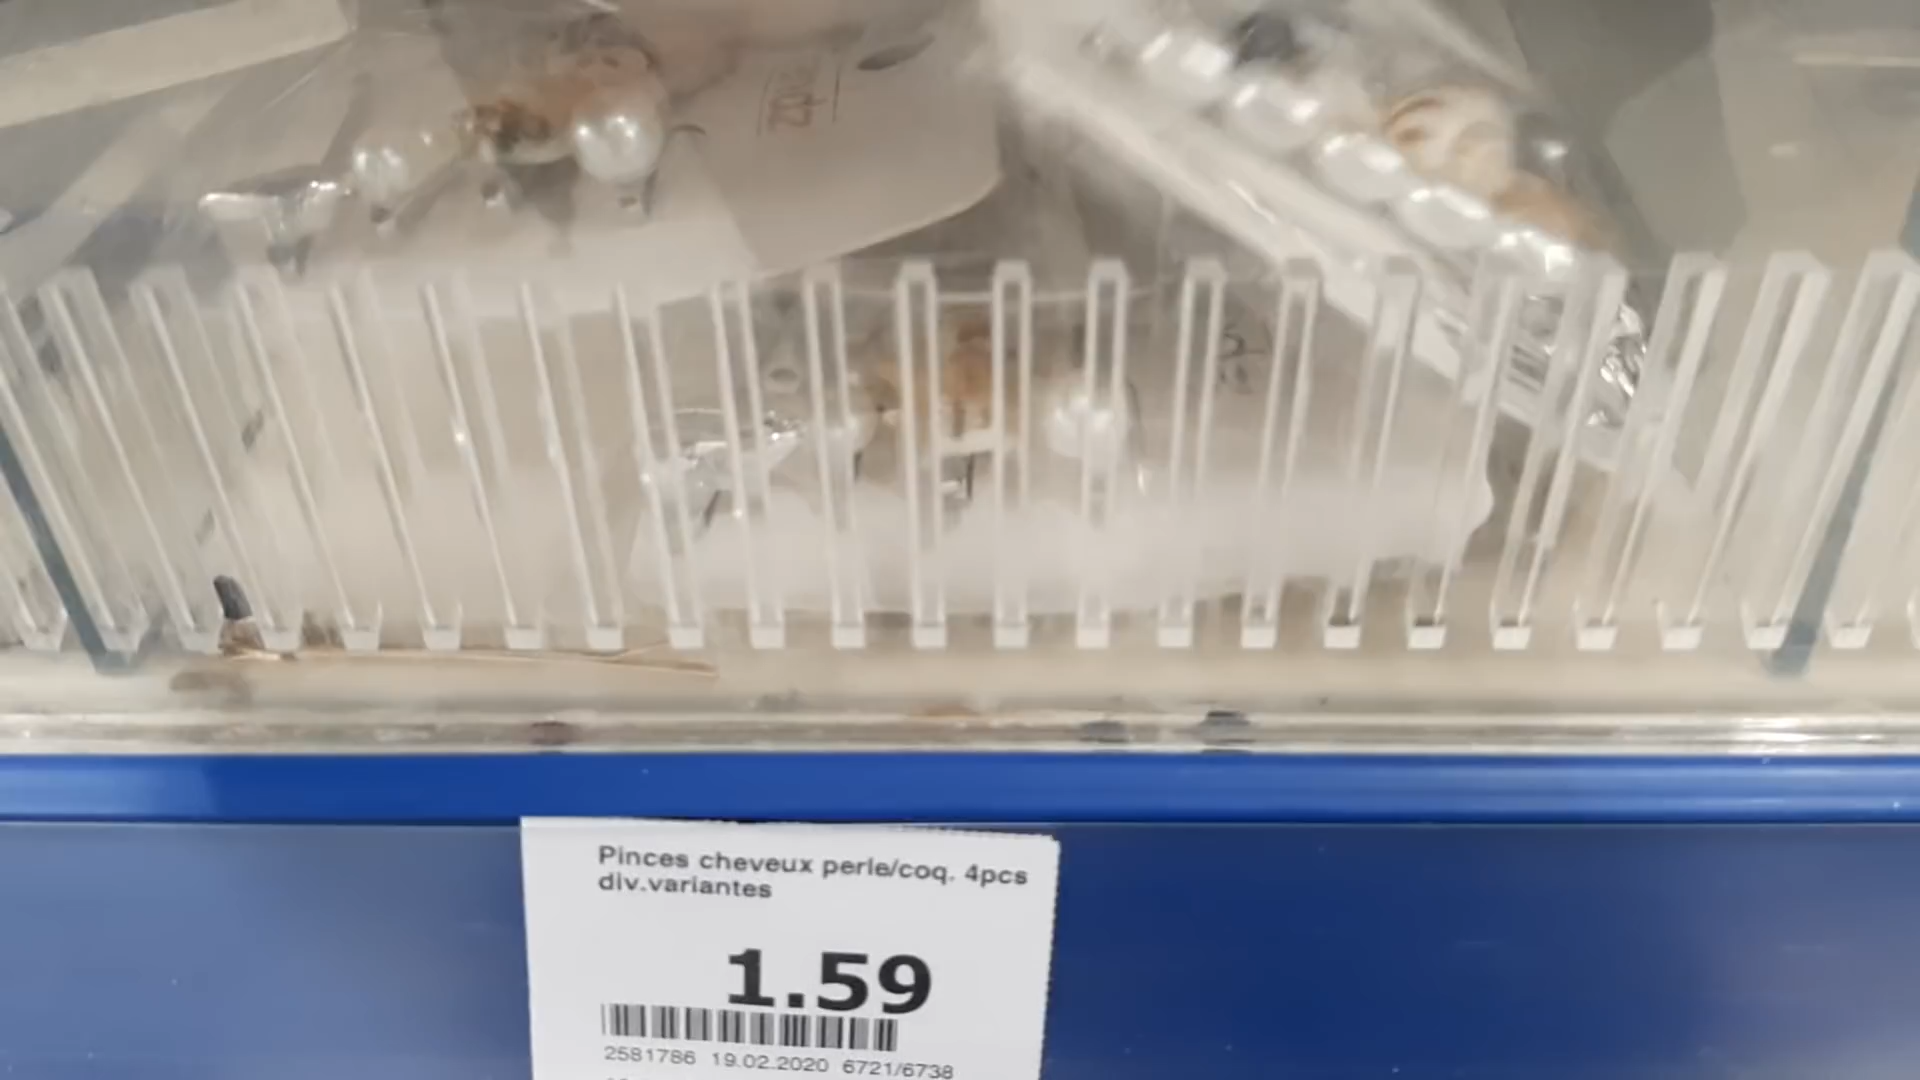 Pinces cheveux perle/coq. 4pcs
div.variantes
1.59
2581786 19.02.2020 6721/6738